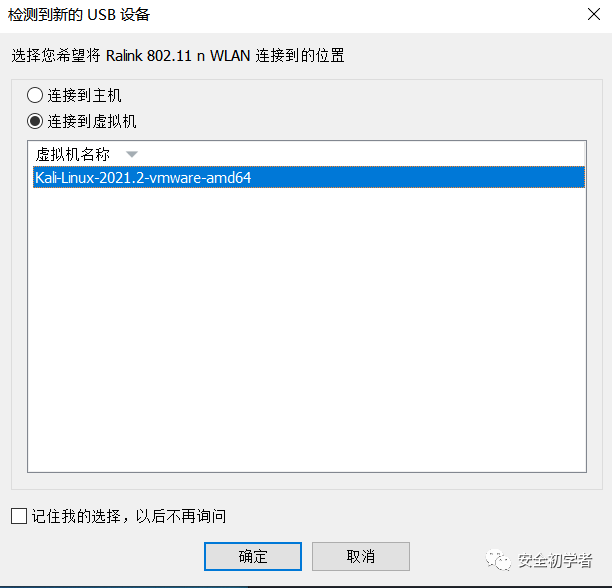 检测到新的 USB 设备
选择您希望将 Ralink 802.11 n WLAN 连接到的位置
连接到主机
连接到虚拟机
虚拟机名称
Kali-Linux-2021.2-vmware-amd64
记住我的选择，以后不再询问
确定
取消
安全初学者